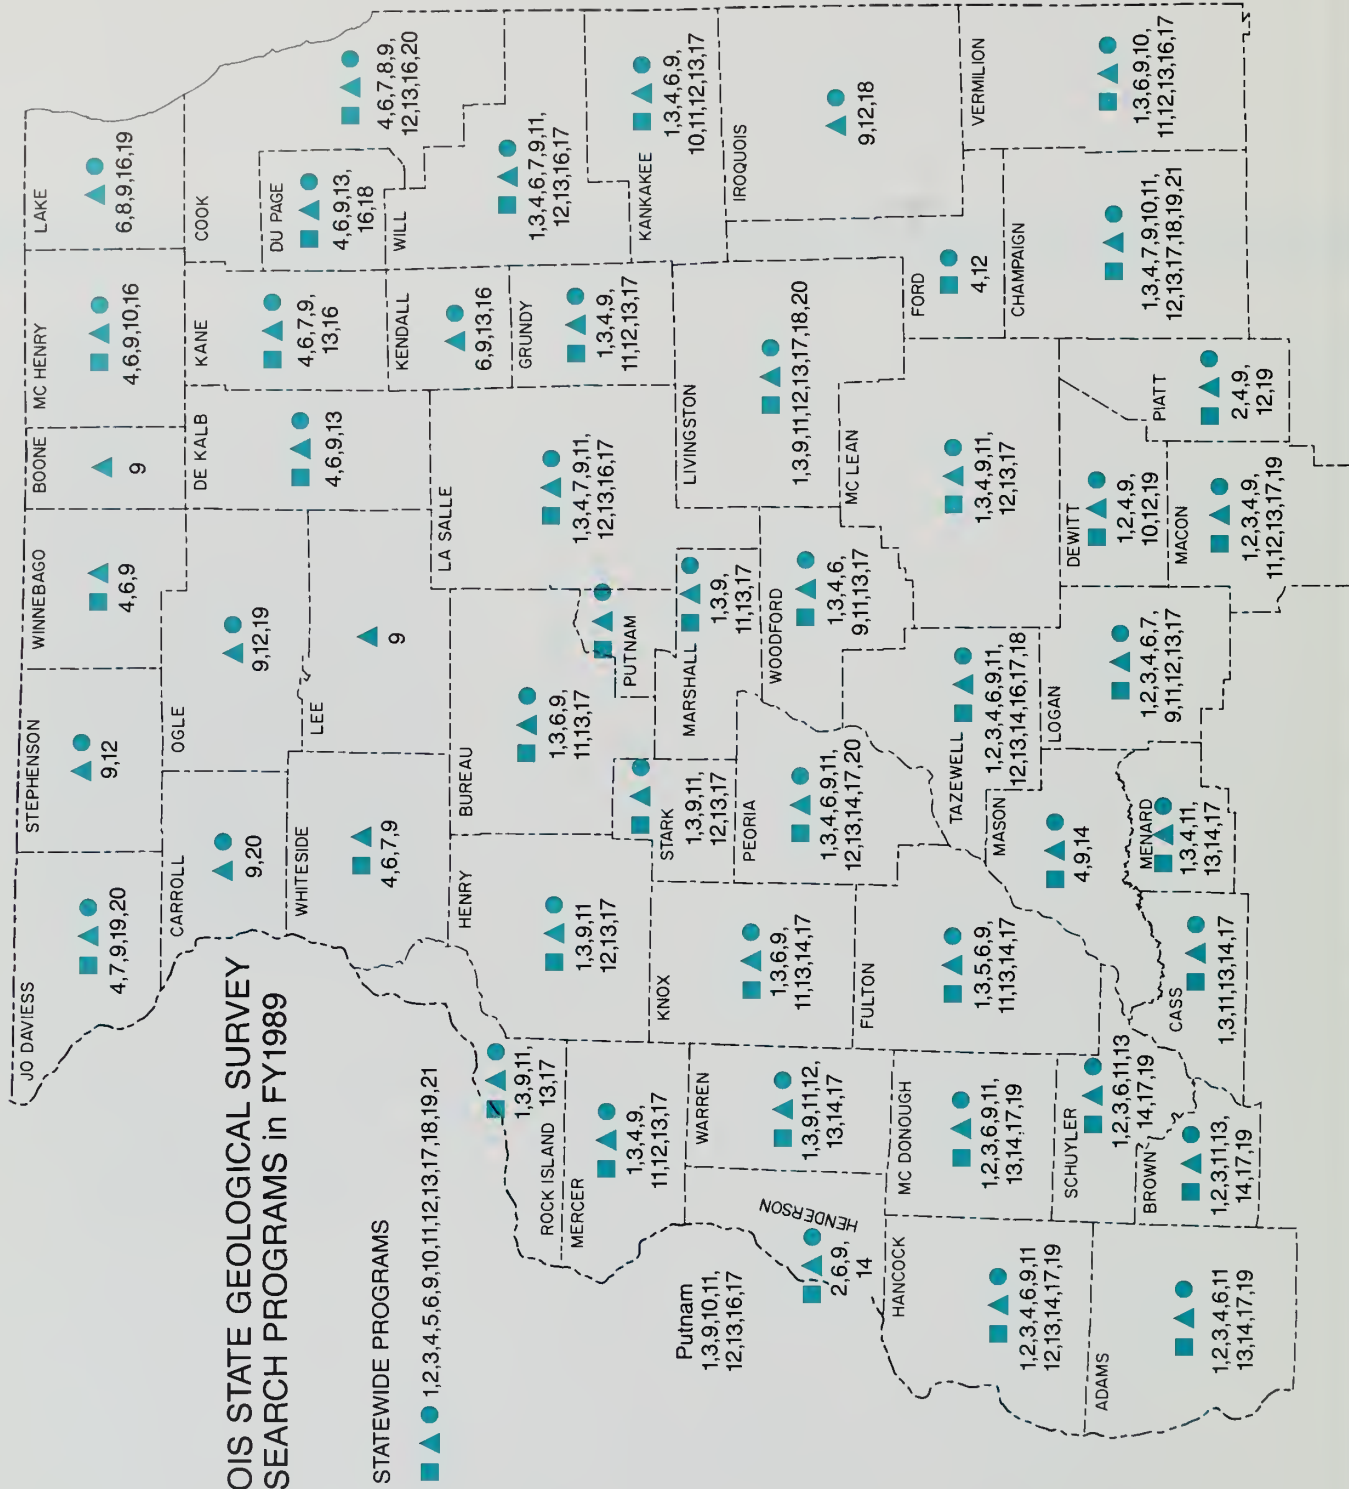 OIS STATE GEOLOGICAL SURVEY
SEARCH PROGRAMS in FY1989
STATEWIDE PROGRAMS
1,2,3,4,5,6,9,10,11,12,13,17,18,19,21
JO DAVIESS
4,7,9,19,20
STEPHENSON
9,12
WINNEBAGO
4,6,9
BOONE
9
MC HENRY
4,6,9,10,16
LAKE
6,8,9,16,19
CARROLL
9,20
OGLE
9,12,19
DE KALB
4,6,9,13
KANE
4,6,7,9,
13,16
COOK
4,6,7,8,9,
12,13,16,20
DU PAGE
4,6,9,13,
16,18
WHITESIDE
4,6,7,9
LEE
9
KENDALL
6,9,13,16
WILL
1,3,4,6,7,9,11,
12,13,16,17
HENRY
1,3,9,11
12,13,17
BUREAU
1,3,6,9,
11,13,17
LA SALLE
1,3,4,7,9,11,
12,13,16,17
GRUNDY
1,3,4,9,
11,12,13,17
KANKAKEE
1,3,4,6,9,
10,11,12,13,17
ROCK ISLAND
1,3,9,11,
13,17
MERCER
1,3,4,9,
11,12,13,17
PUTNAM
Putnam
1,3,9,10,11,
12,13,16,17
STARK
1,3,9,11,
12,13,17
MARSHALL
1,3,9,
11,13,17
LIVINGSTON
1,3,9,11,12,13,17,18,20
IROQUOIS
9,12,18
KNOX
1,3,6,9,
11,13,14,17
WARREN
1,3,9,11,12,
13,14,17
HENDERSON
2,6,9,
14
PEORIA
1,3,4,6,9,11,
12,13,14,17,20
WOODFORD
1,3,4,6,
9,11,13,17
MC LEAN
1,3,4,9,11,
12,13,17
FORD
4,12
VERMILION
1,3,6,9,10,
11,12,13,16,17
HANCOCK
1,2,3,4,6,9,11
12,13,14,17,19
MC DONOUGH
1,2,3,6,9,11,
13,14,17,19
FULTON
1,3,5,6,9,
11,13,14,17
TAZEWELL
1,2,3,4,6,9,11,
12,13,14,16,17,18
MASON
4,9,14
LOGAN
1,2,3,4,6,7,
9,11,12,13,17
DEWITT
1,2,4,9,
10,12,19
CHAMPAIGN
1,3,4,7,9,10,11,
12,13,17,18,19,21
ADAMS
1,2,3,4,6,11
13,14,17,19
SCHUYLER
1,2,3,6,11,13
14,17,19
BROWN
1,2,3,11,13,
14,17,19
CASS
1,3,11,13,14,17
MENARD
1,3,4,11,
13,14,17
MACON
1,2,3,4,9,
11,12,13,17,19
PIATT
2,4,9,
12,19